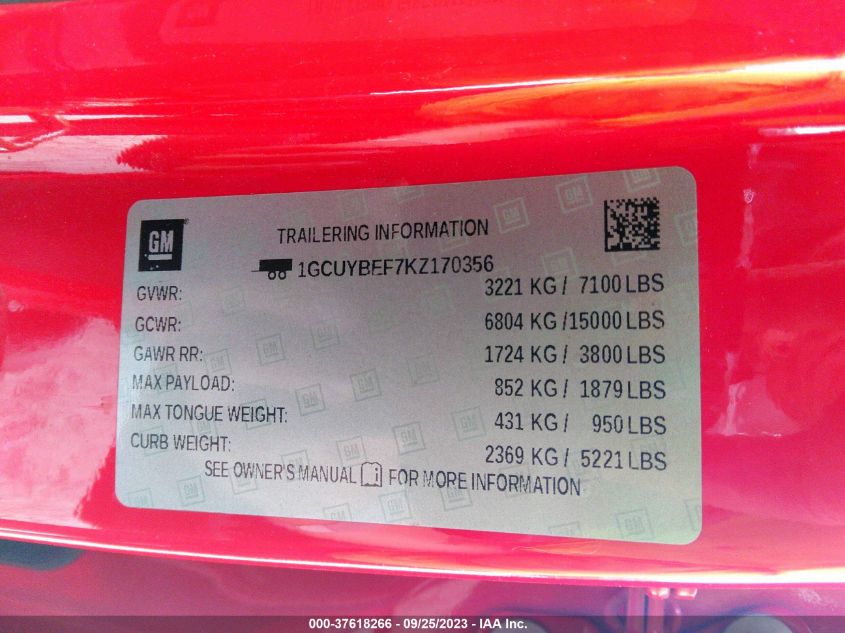 GM
TRAILERING INFORMATION
1GCUYBEF7KZ170356
GVWR: 3221 KG / 7100 LBS
GCWR: 6804 KG /15000 LBS
GAWR RR: 1724 KG / 3800 LBS
MAX PAYLOAD: 852 KG / 1879 LBS
MAX TONGUE WEIGHT: 431 KG / 950 LBS
CURB WEIGHT: 2369 KG / 5221 LBS
SEE OWNER'S MANUAL FOR MORE INFORMATION
000-37618266 - 09/25/2023 - IAA Inc.